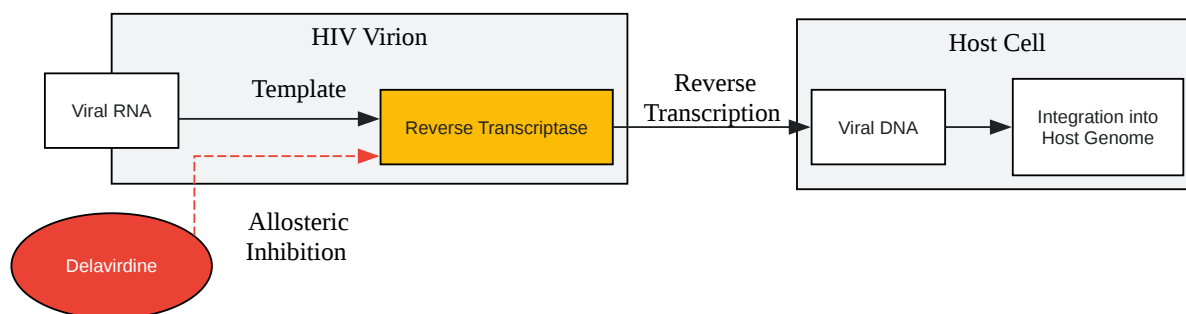 HIV Virion
Host Cell
Viral RNA
Template
Reverse Transcriptase
Reverse
Transcription
Viral DNA
Integration into
Host Genome
Allosteric
Inhibition
Delavirdine